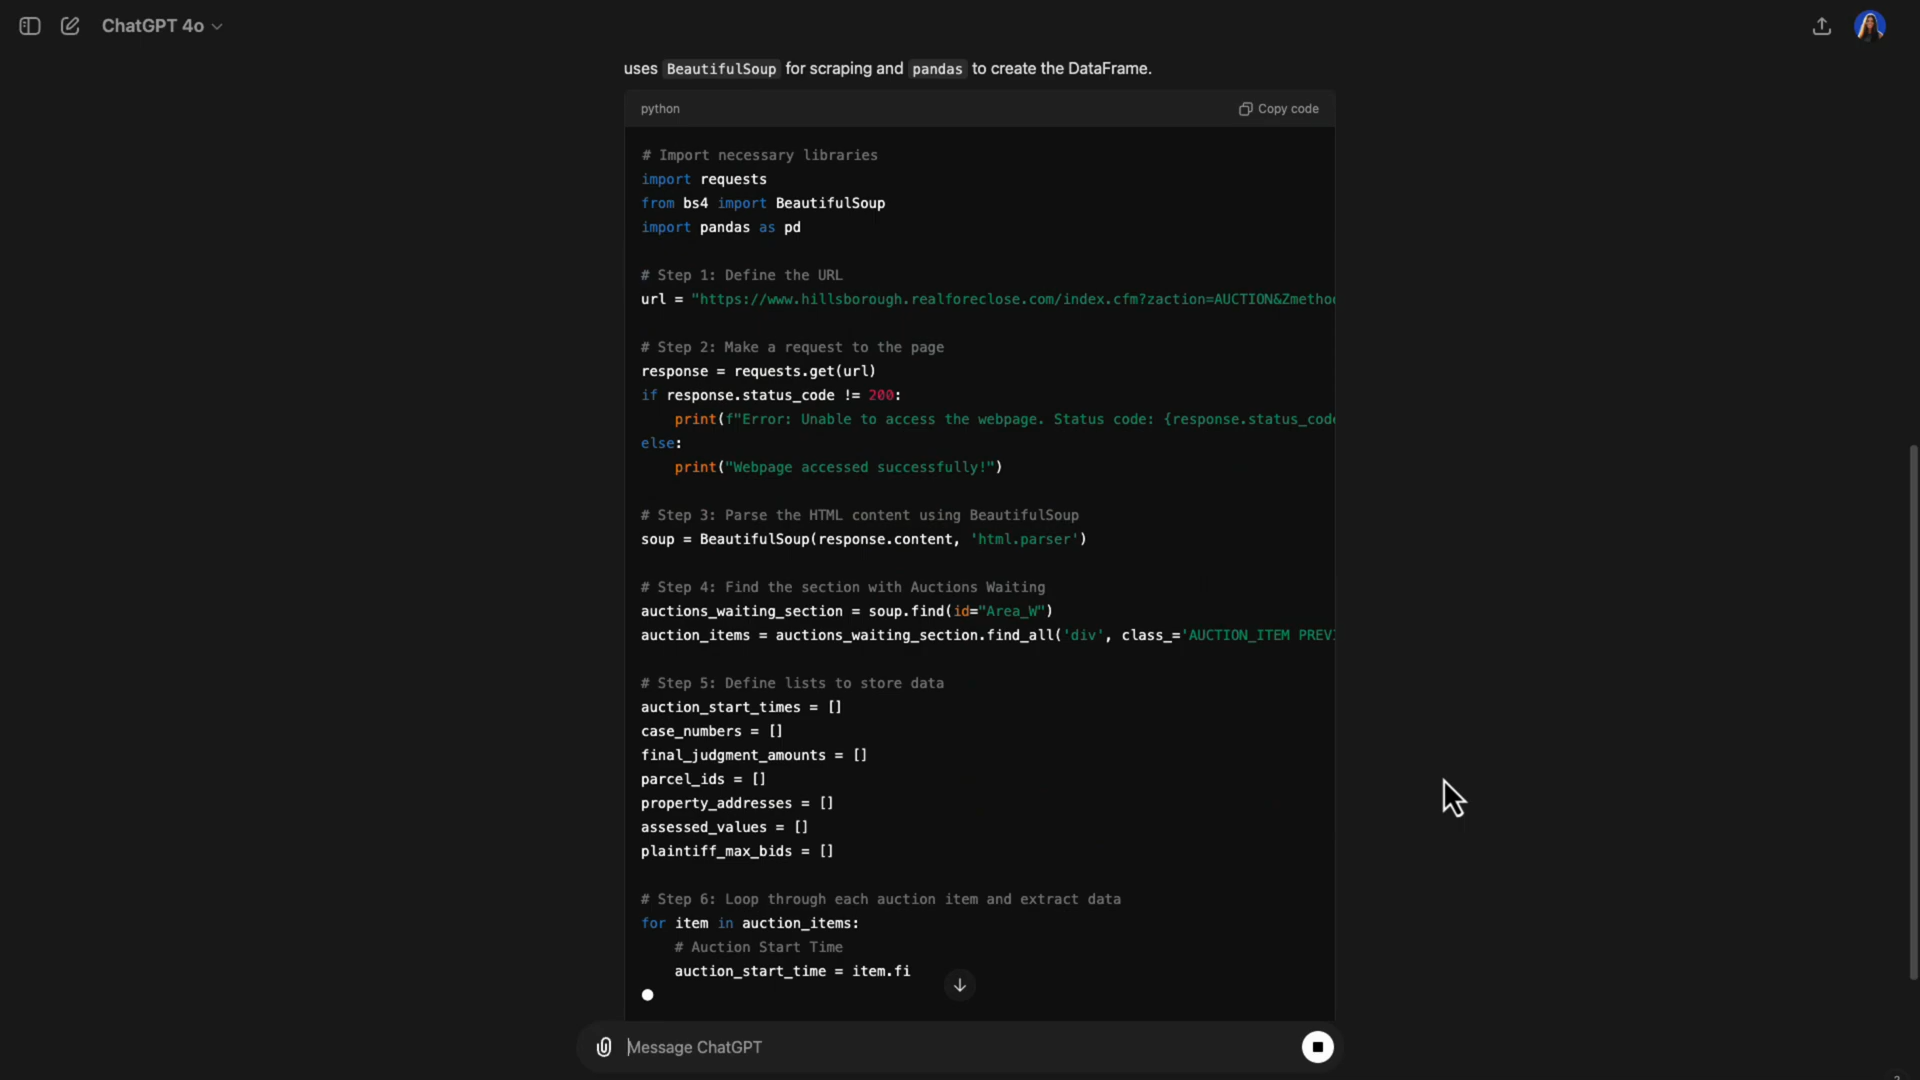 ChatGPT 4o
uses BeautifulSoup for scraping and pandas to create the DataFrame.
python
Copy code
# Import necessary libraries
import requests
from bs4 import BeautifulSoup
import pandas as pd
# Step 1: Define the URL
url = "https://www.hillsborough.realforeclose.com/index.cfm?zaction=AUCTION&Zmetho
# Step 2: Make a request to the page
response = requests.get(url)
if response.status_code != 200:
    print(f"Error: Unable to access the webpage. Status code: {response.status_cod
else:
    print("Webpage accessed successfully!")
# Step 3: Parse the HTML content using BeautifulSoup
soup = BeautifulSoup(response.content, 'html.parser')
# Step 4: Find the section with Auctions Waiting
auctions_waiting_section = soup.find(id="Area_W")
auction_items = auctions_waiting_section.find_all('div', class_='AUCTION_ITEM PREV
# Step 5: Define lists to store data
auction_start_times = []
case_numbers = []
final_judgment_amounts = []
parcel_ids = []
property_addresses = []
assessed_values = []
plaintiff_max_bids = []
# Step 6: Loop through each auction item and extract data
for item in auction_items:
    # Auction Start Time
    auction_start_time = item.fi
Message ChatGPT